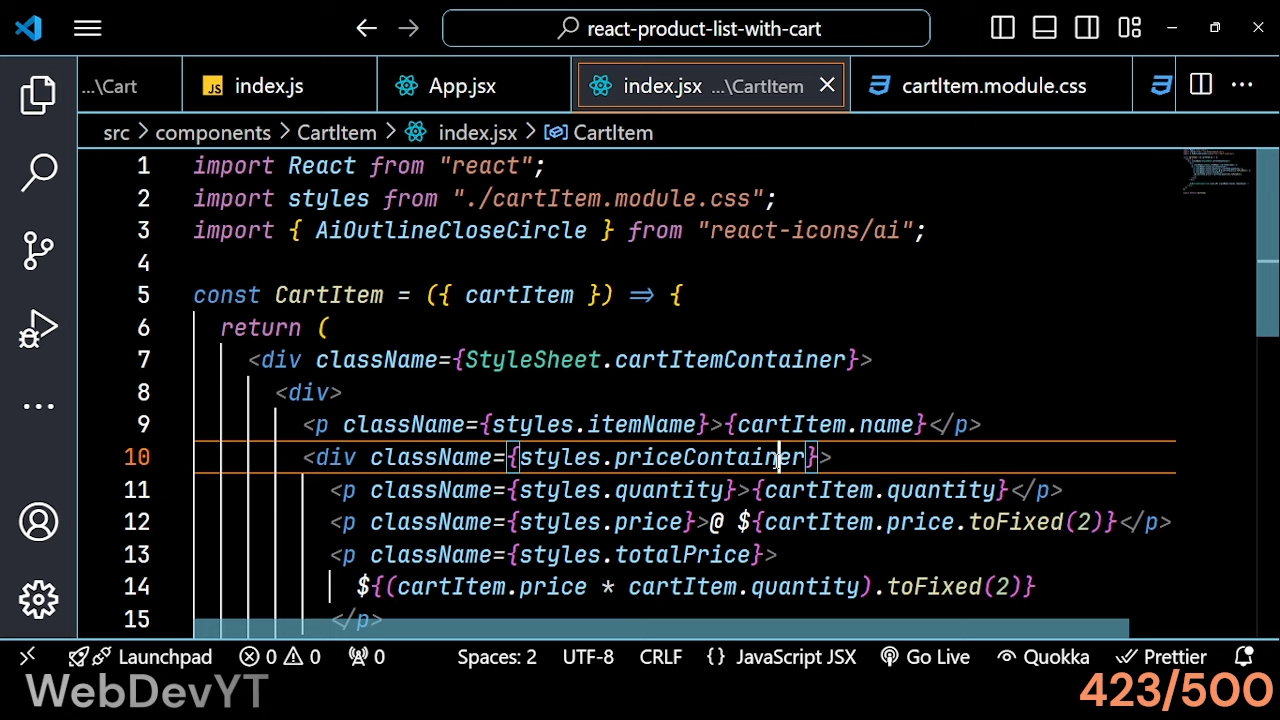 react-product-list-with-cart
...\Cart
JS index.js
App.jsx
index.jsx ...\CartItem
cartItem.module.css
src > components > CartItem > index.jsx > CartItem
1 import React from "react";
2 import styles from "./cartItem.module.css";
3 import { AiOutlineCloseCircle } from "react-icons/ai";
4
5 const CartItem = ({ cartItem }) => {
6 return (
7 <div className={StyleSheet.cartItemContainer}>
8 <div>
9 <p className={styles.itemName}>{cartItem.name}</p>
10 <div className={styles.priceContainer}>
11 <p className={styles.quantity}>{cartItem.quantity}</p>
12 <p className={styles.price}>@ ${cartItem.price.toFixed(2)}</p>
13 <p className={styles.totalPrice}>
14 ${(cartItem.price * cartItem.quantity).toFixed(2)}
15 </p>
Launchpad 0 0 0 Spaces: 2 UTF-8 CRLF {} JavaScript JSX Go Live Quokka Prettier
WebDevYT
423/500